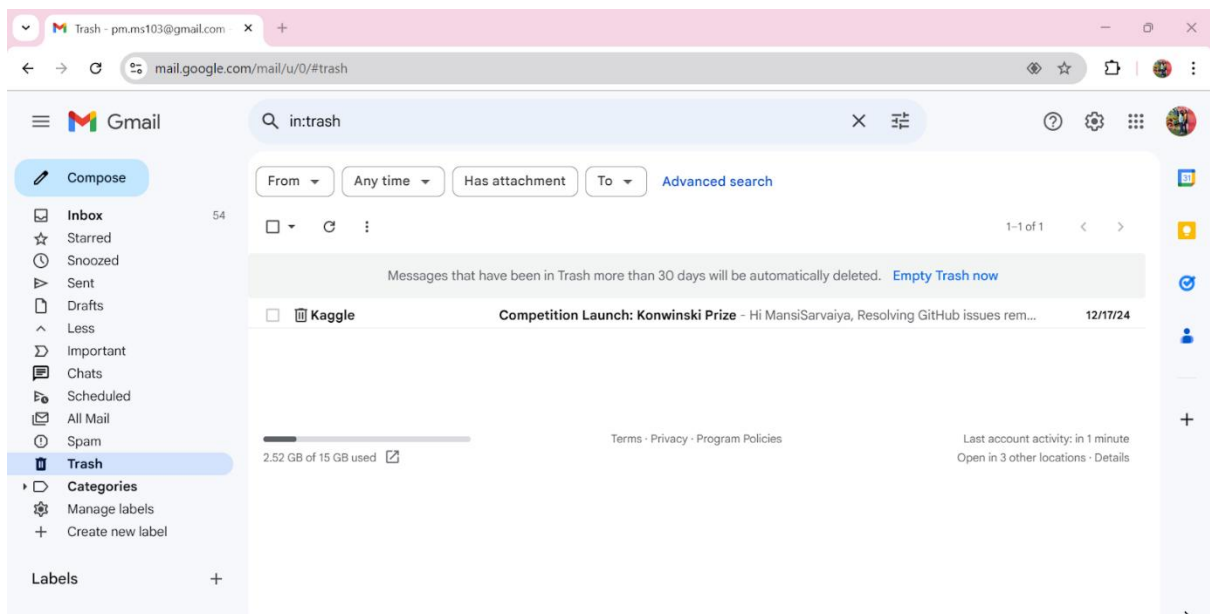 Trash - pm.ms103@gmail.com -
mail.google.com/mail/u/0/#trash
Gmail
in:trash
Compose
Inbox 54
Starred
Snoozed
Sent
Drafts
Less
Important
Chats
Scheduled
All Mail
Spam
Trash
Categories
Manage labels
Create new label
Labels
From Any time Has attachment To Advanced search
1–1 of 1
Messages that have been in Trash more than 30 days will be automatically deleted. Empty Trash now
Kaggle Competition Launch: Konwinski Prize - Hi MansiSarvaiya, Resolving GitHub issues rem... 12/17/24
2.52 GB of 15 GB used
Terms · Privacy · Program Policies
Last account activity: in 1 minute
Open in 3 other locations · Details
31